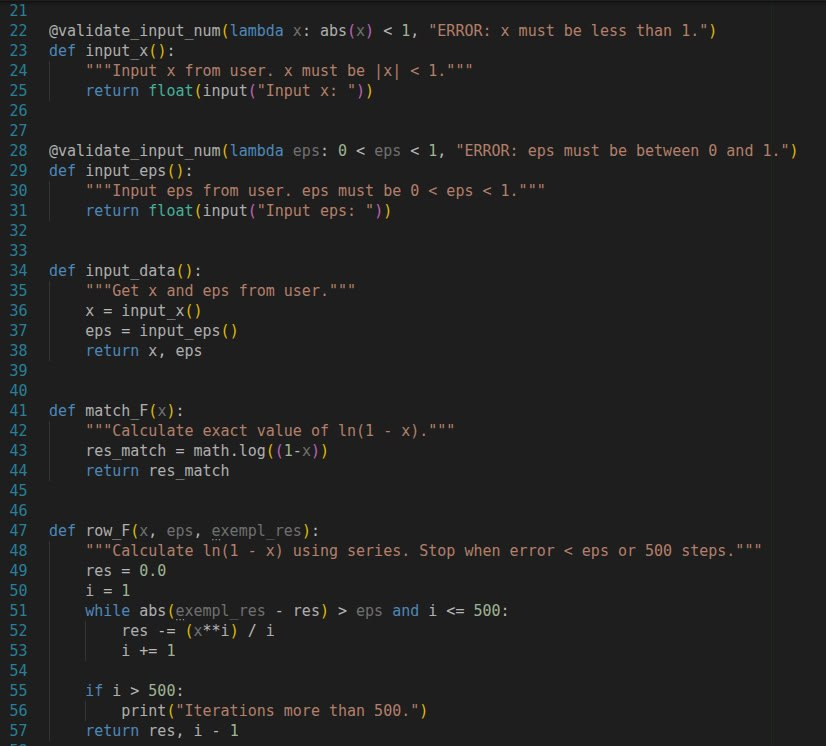 21
22 @validate_input_num(lambda x: abs(x) < 1, "ERROR: x must be less than 1.")
23 def input_x():
24     """Input x from user. x must be |x| < 1."""
25     return float(input("Input x: "))
26
27
28 @validate_input_num(lambda eps: 0 < eps < 1, "ERROR: eps must be between 0 and 1.")
29 def input_eps():
30     """Input eps from user. eps must be 0 < eps < 1."""
31     return float(input("Input eps: "))
32
33
34 def input_data():
35     """Get x and eps from user."""
36     x = input_x()
37     eps = input_eps()
38     return x, eps
39
40
41 def match_F(x):
42     """Calculate exact value of ln(1 - x)."""
43     res_match = math.log((1-x))
44     return res_match
45
46
47 def row_F(x, eps, exempl_res):
48     """Calculate ln(1 - x) using series. Stop when error < eps or 500 steps."""
49     res = 0.0
50     i = 1
51     while abs(exempl_res - res) > eps and i <= 500:
52         res -= (x**i) / i
53         i += 1
54
55     if i > 500:
56         print("Iterations more than 500.")
57     return res, i - 1